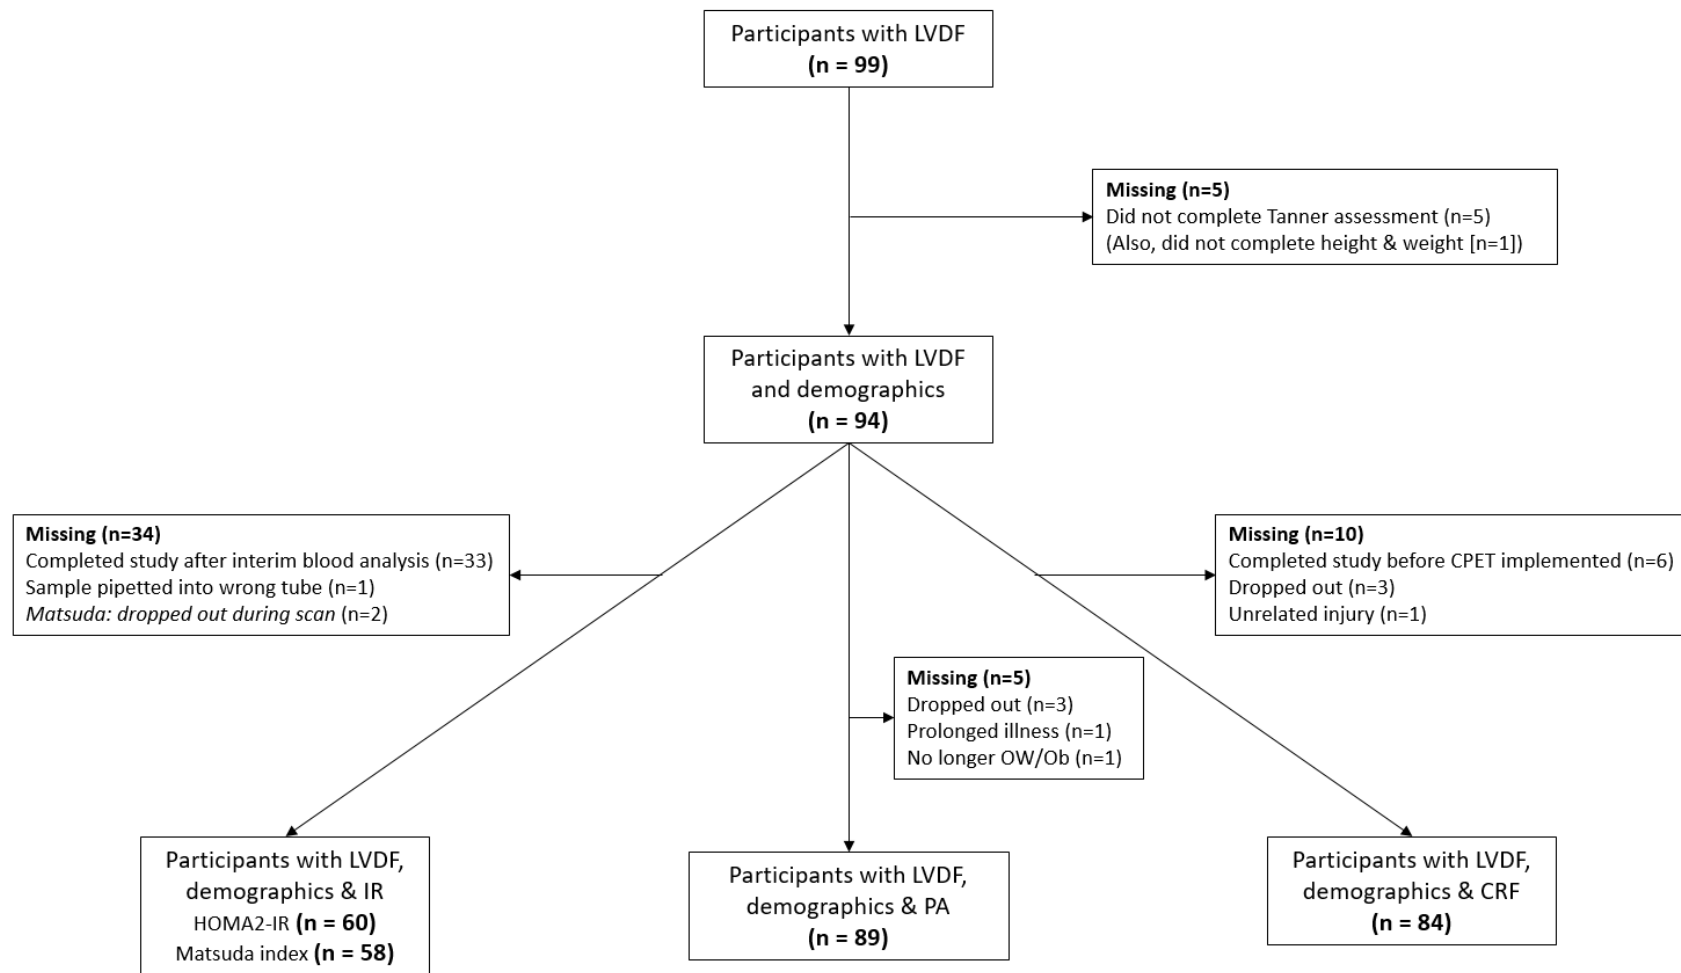 Participants with LVDF
(n = 99)
Missing (n=5)
Did not complete Tanner assessment (n=5)
(Also, did not complete height & weight [n=1])
Participants with LVDF
and demographics
(n = 94)
Missing (n=34)
Completed study after interim blood analysis (n=33)
Sample pipetted into wrong tube (n=1)
Matsuda: dropped out during scan (n=2)
Missing (n=10)
Completed study before CPET implemented (n=6)
Dropped out (n=3)
Unrelated injury (n=1)
Missing (n=5)
Dropped out (n=3)
Prolonged illness (n=1)
No longer OW/Ob (n=1)
Participants with LVDF,
demographics & IR
HOMA2-IR (n = 60)
Matsuda index (n = 58)
Participants with LVDF,
demographics & PA
(n = 89)
Participants with LVDF,
demographics & CRF
(n = 84)